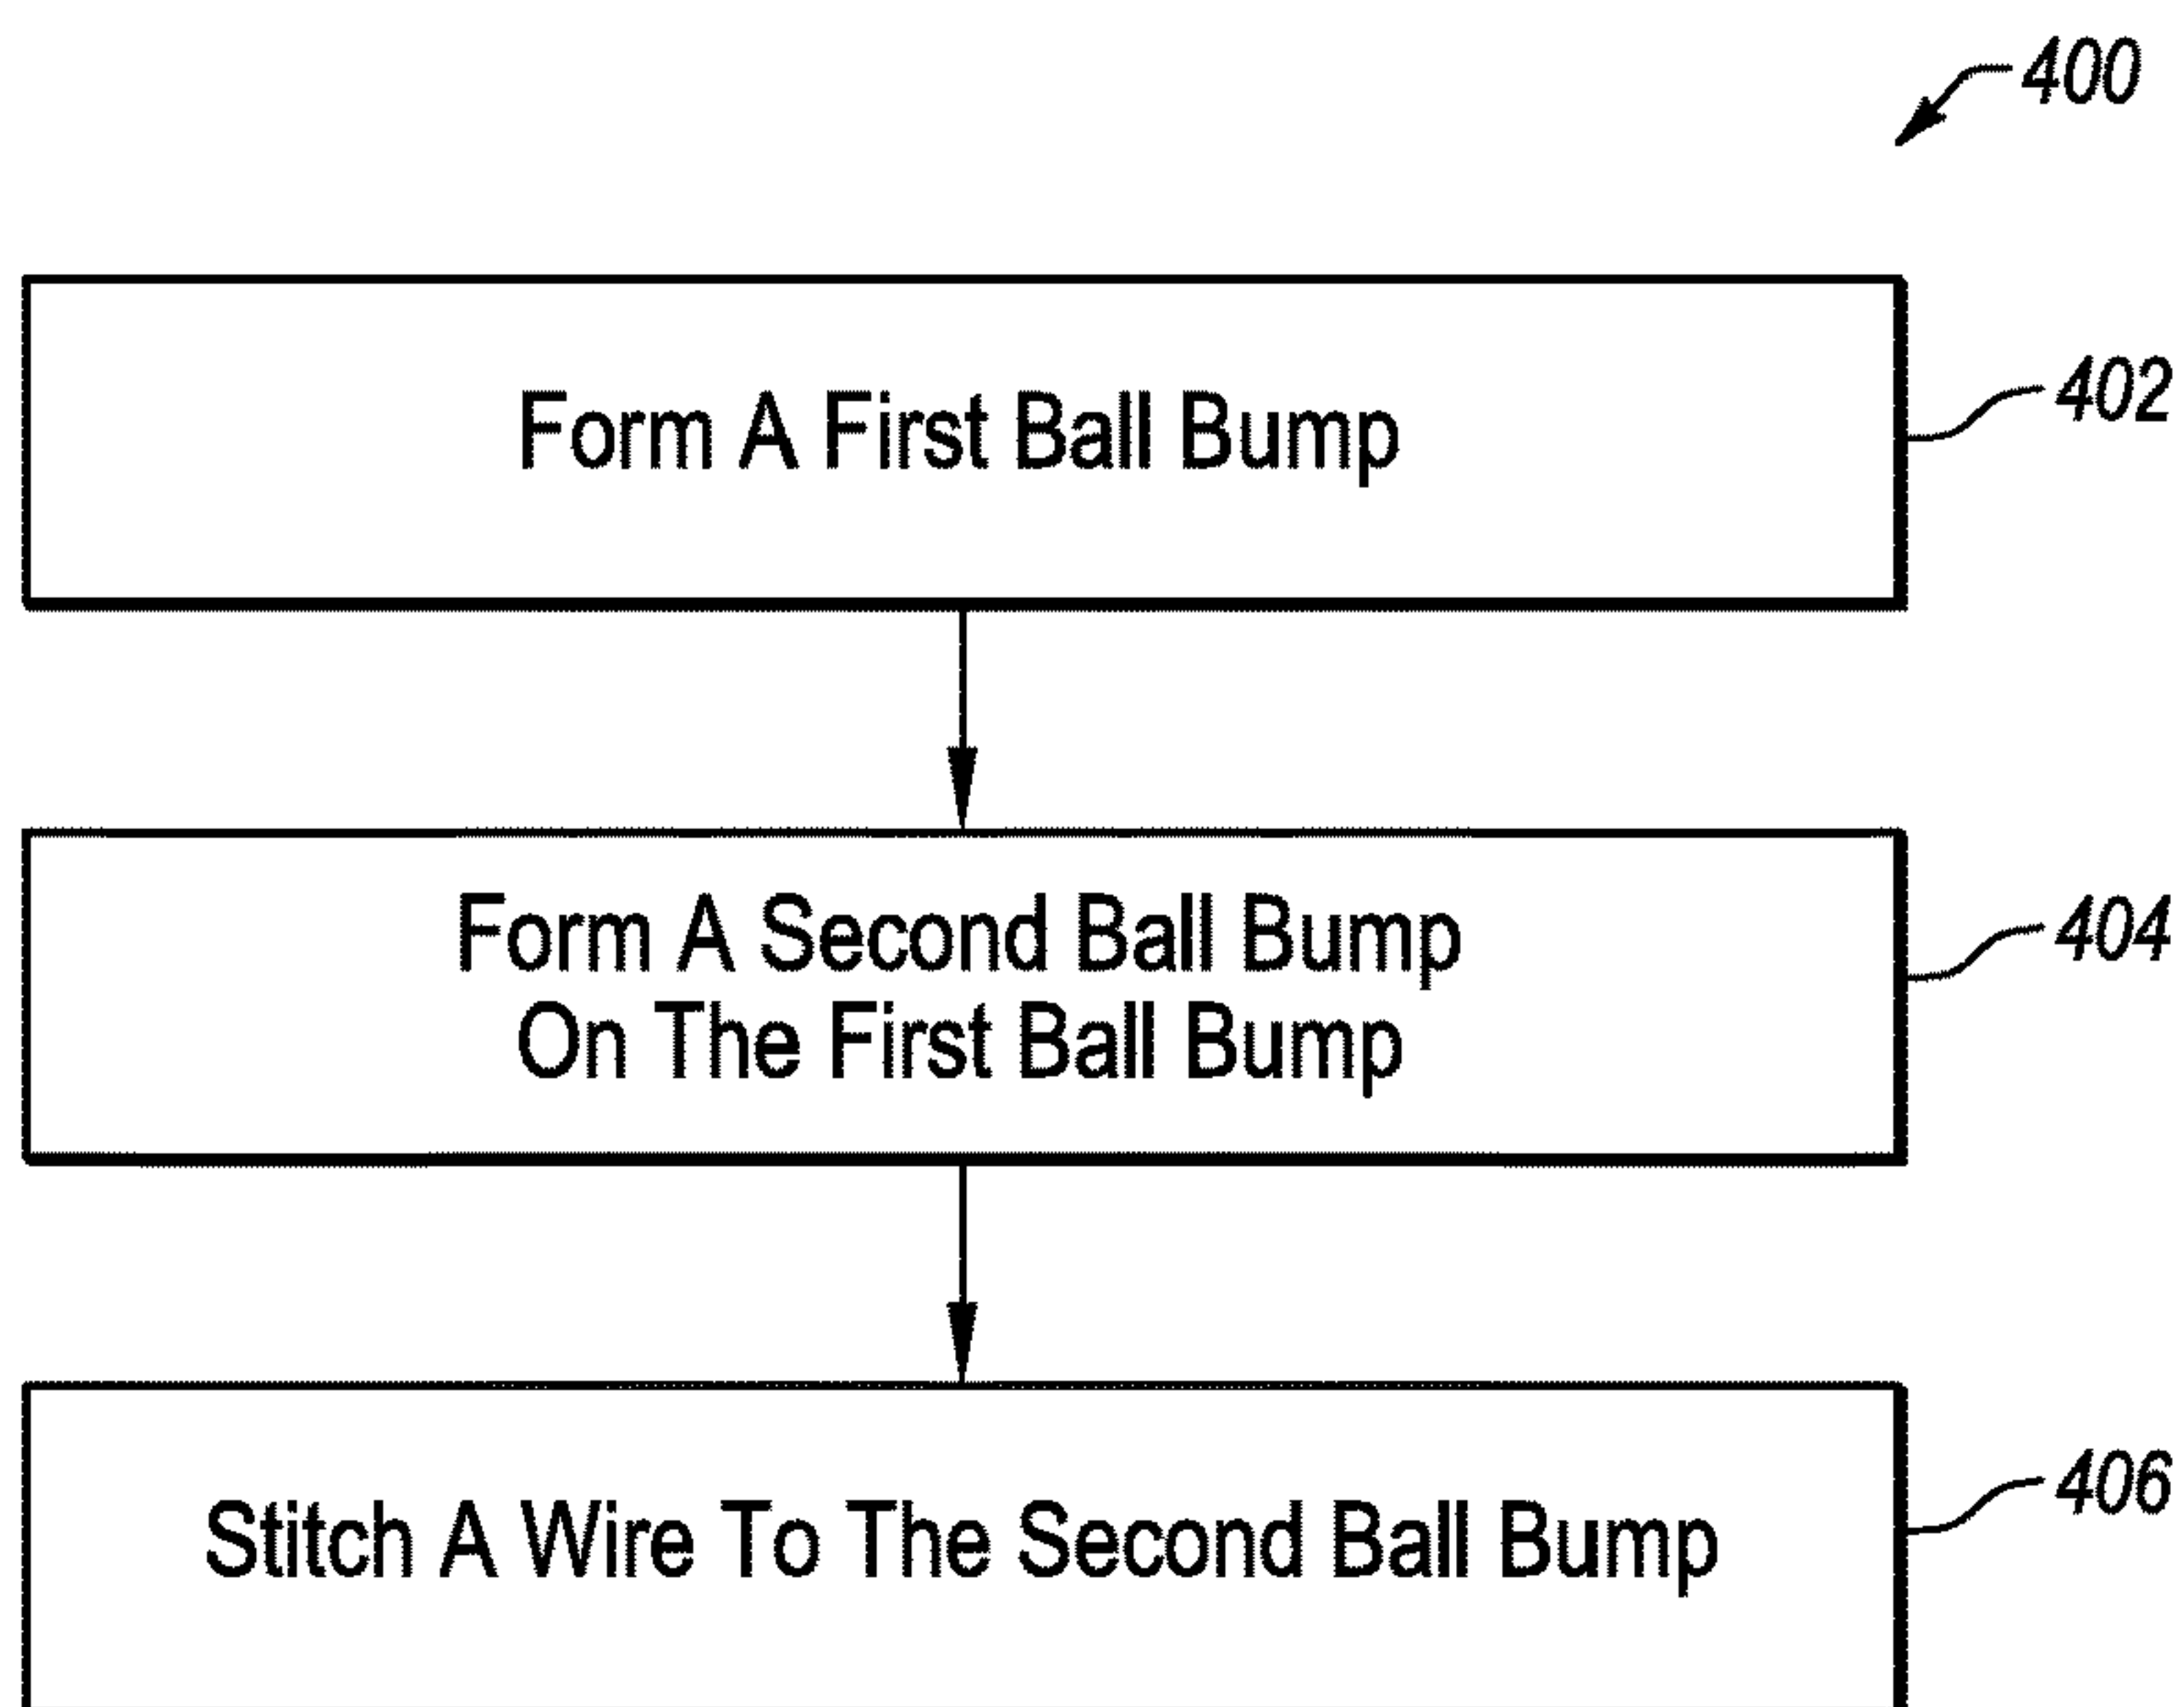 400
Form A First Ball Bump
402
Form A Second Ball Bump
On The First Ball Bump
404
Stitch A Wire To The Second Ball Bump
406